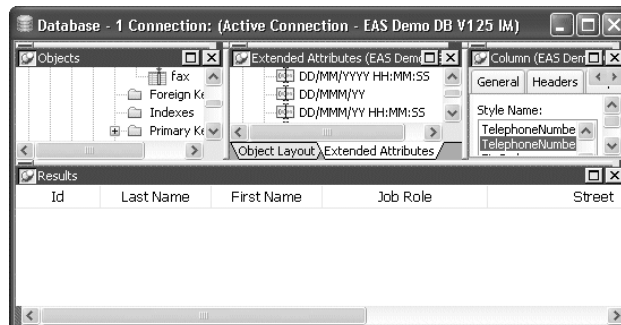 Database - 1 Connection: (Active Connection - EAS Demo DB V125 IM)
Objects
fax
Foreign Ke
Indexes
Primary Ke
Extended Attributes (EAS Demo
DD/MM/YYYY HH:MM:SS
DD/MMM/YY
DD/MMM/YY HH:MM:SS
Object Layout Extended Attributes
Column (EAS Dem
General Headers
Style Name:
TelephoneNumbe
TelephoneNumbe
Results
Id Last Name First Name Job Role Street